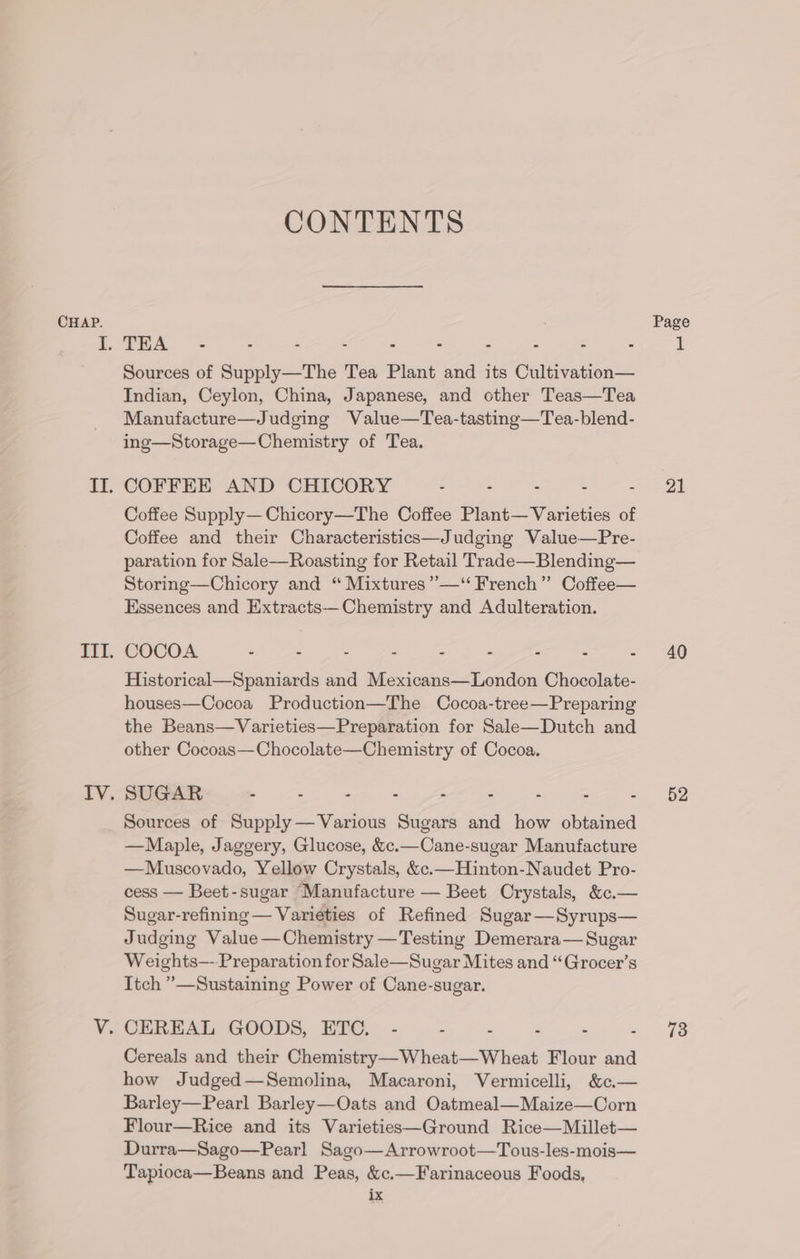 CONTENTS
CHAP. Page
I. TEA - - - - - - - - - - 1
Sources of Supply—The Tea Plant and its Cultivation—
Indian, Ceylon, China, Japanese, and other Teas—Tea
Manufacture—Judging Value—Tea-tasting—Tea-blend-
ing—Storage—Chemistry of Tea.
II. COFFEE AND CHICORY - - - - - 21
Coffee Supply—Chicory—The Coffee Plant—Varieties of
Coffee and their Characteristics—Judging Value—Pre-
paration for Sale—Roasting for Retail Trade—Blending—
Storing—Chicory and “Mixtures”—“French” Coffee—
Essences and Extracts—Chemistry and Adulteration.
III. COCOA - - - - - - - - - 40
Historical—Spaniards and Mexicans—London Chocolate-
houses—Cocoa Production—The Cocoa-tree—Preparing
the Beans—Varieties—Preparation for Sale—Dutch and
other Cocoas—Chocolate—Chemistry of Cocoa.
IV. SUGAR - - - - - - - - - 52
Sources of Supply—Various Sugars and how obtained
—Maple, Jaggery, Glucose, &c.—Cane-sugar Manufacture
—Muscovado, Yellow Crystals, &c.—Hinton-Naudet Pro-
cess — Beet-sugar Manufacture — Beet Crystals, &c.—
Sugar-refining—Varieties of Refined Sugar—Syrups—
Judging Value—Chemistry—Testing Demerara—Sugar
Weights—Preparation for Sale—Sugar Mites and “Grocer’s
Itch”—Sustaining Power of Cane-sugar.
V. CEREAL GOODS, ETC. - - - - - - 73
Cereals and their Chemistry—Wheat—Wheat Flour and
how Judged—Semolina, Macaroni, Vermicelli, &c.—
Barley—Pearl Barley—Oats and Oatmeal—Maize—Corn
Flour—Rice and its Varieties—Ground Rice—Millet—
Durra—Sago—Pearl Sago—Arrowroot—Tous-les-mois—
Tapioca—Beans and Peas, &c.—Farinaceous Foods,
ix